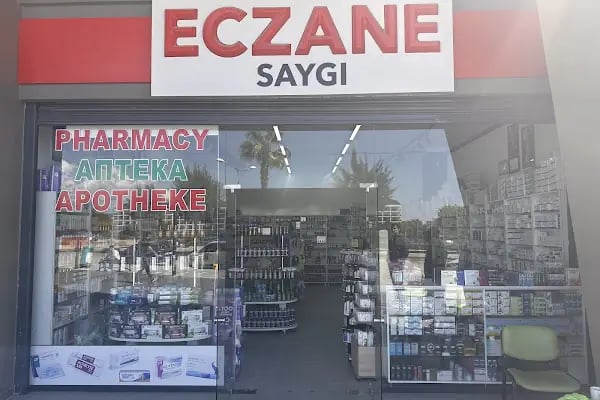 ECZANE
SAYGI
PHARMACY
АПТЕКА
APOTHEKE